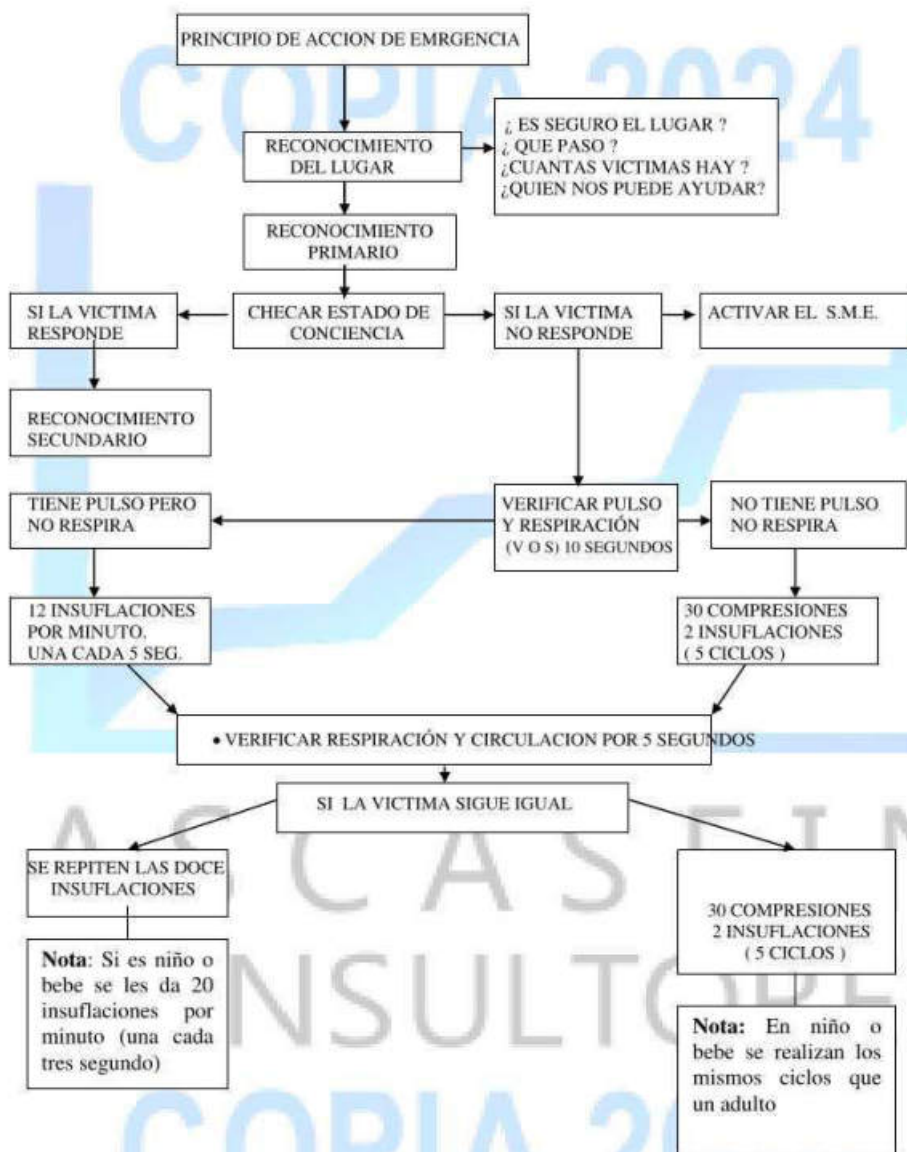 PRINCIPIO DE ACCION DE EMRGENCIA
RECONOCIMIENTO
DEL LUGAR
¿ ES SEGURO EL LUGAR ?
¿ QUE PASO ?
¿CUANTAS VICTIMAS HAY ?
¿QUIEN NOS PUEDE AYUDAR?
RECONOCIMIENTO
PRIMARIO
SI LA VICTIMA
RESPONDE
CHECAR ESTADO DE
CONCIENCIA
SI LA VICTIMA
NO RESPONDE
ACTIVAR EL S.M.E.
RECONOCIMIENTO
SECUNDARIO
TIENE PULSO PERO
NO RESPIRA
VERIFICAR PULSO
Y RESPIRACIÓN
(V O S) 10 SEGUNDOS
NO TIENE PULSO
NO RESPIRA
12 INSUFLACIONES
POR MINUTO.
UNA CADA 5 SEG.
30 COMPRESIONES
2 INSUFLACIONES
( 5 CICLOS )
• VERIFICAR RESPIRACIÓN Y CIRCULACION POR 5 SEGUNDOS
SI LA VICTIMA SIGUE IGUAL
SE REPITEN LAS DOCE
INSUFLACIONES
30 COMPRESIONES
2 INSUFLACIONES
( 5 CICLOS )
Nota: Si es niño o
bebe se les da 20
insuflaciones por
minuto (una cada
tres segundo)
Nota: En niño o
bebe se realizan los
mismos ciclos que
un adulto
COPIA 2024